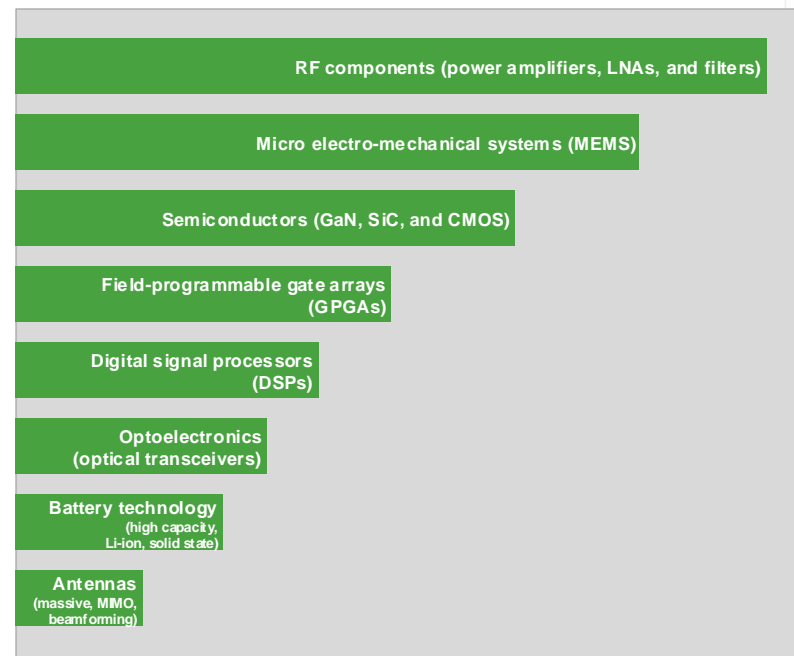 RF components (power amplifiers, LNAs, and filters)
Micro electro-mechanical systems (MEMS)
Semiconductors (GaN, SiC, and CMOS)
Field-programmable gate arrays
(GPGAs)
Digital signal processors
(DSPs)
Optoelectronics
(optical transceivers)
Battery technology
(high capacity,
Li-ion, solid state)
Antennas
(massive, MIMO,
beamforming)